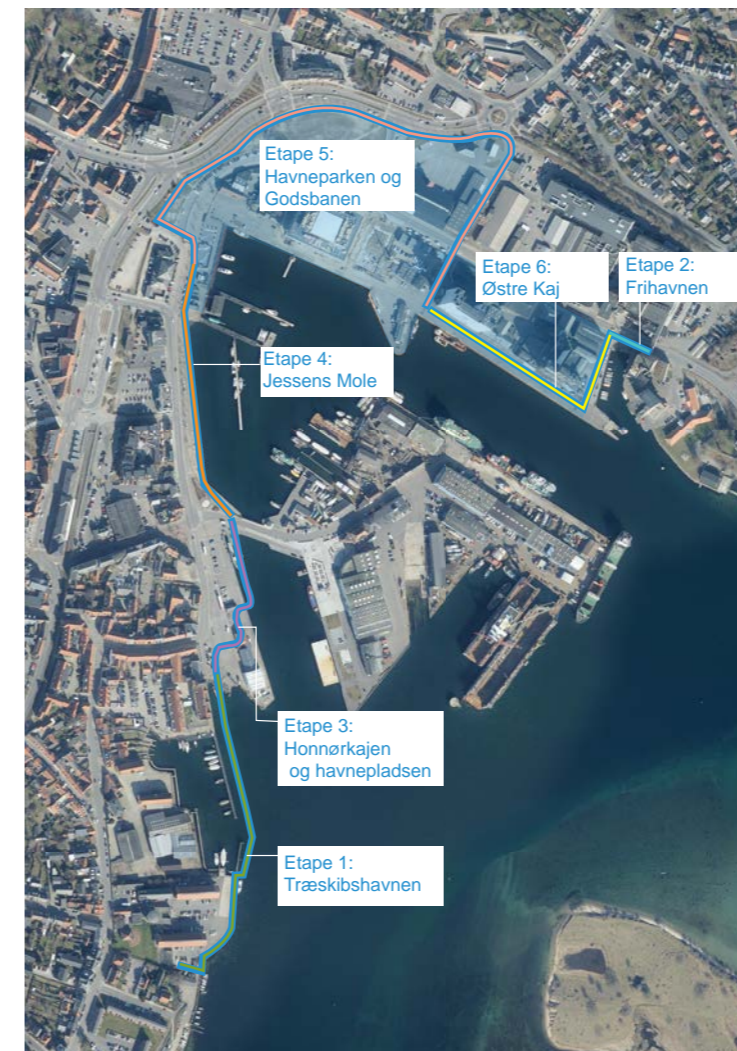 Etape 5:
Havneparken og
Godsbanen
Etape 6:
Østre Kaj
Etape 2:
Frihavnen
Etape 4:
Jessens Mole
Etape 3:
Honnørkajen
og havnepladsen
Etape 1:
Træskibshavnen